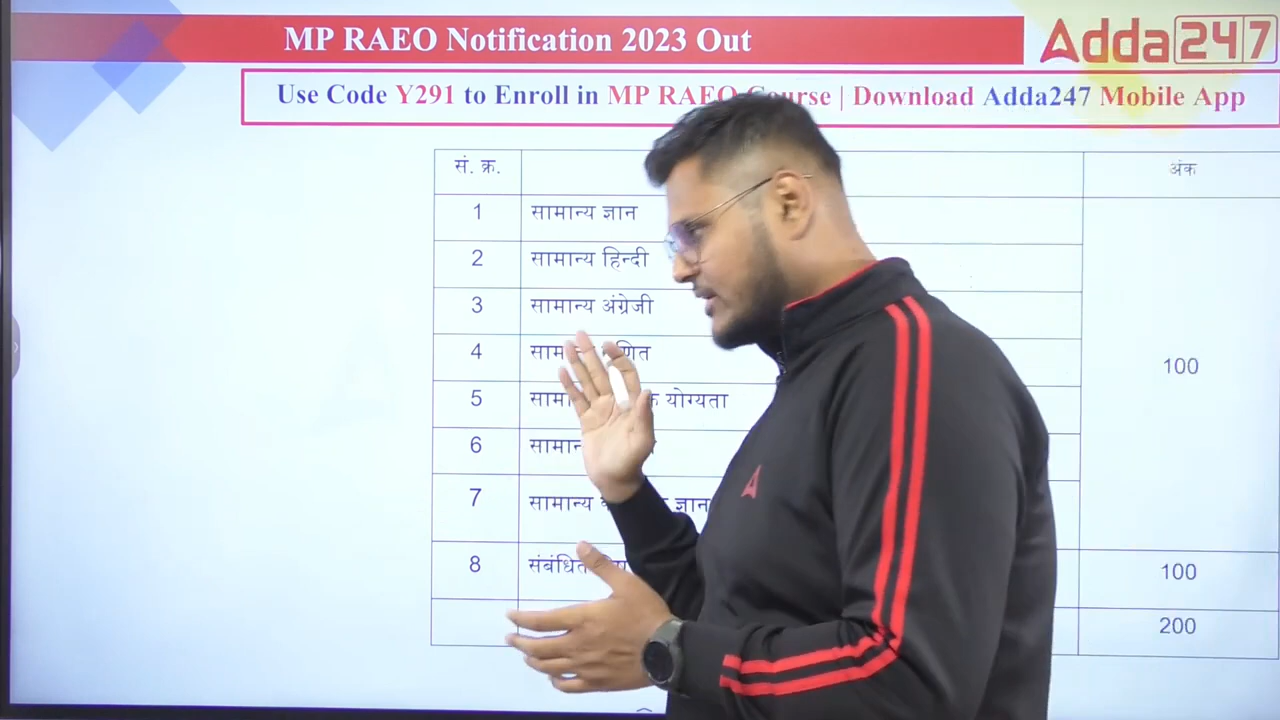 MP RAEO Notification 2023 Out
Adda247
Use Code Y291 to Enroll in MP RAEO Course | Download Adda247 Mobile App
सं. क्र. अंक
1 सामान्य ज्ञान
2 सामान्य हिन्दी
3 सामान्य अंग्रेजी
4
5 योग्यता
6
7 सामान्य ज्ञान
100
8 100
200